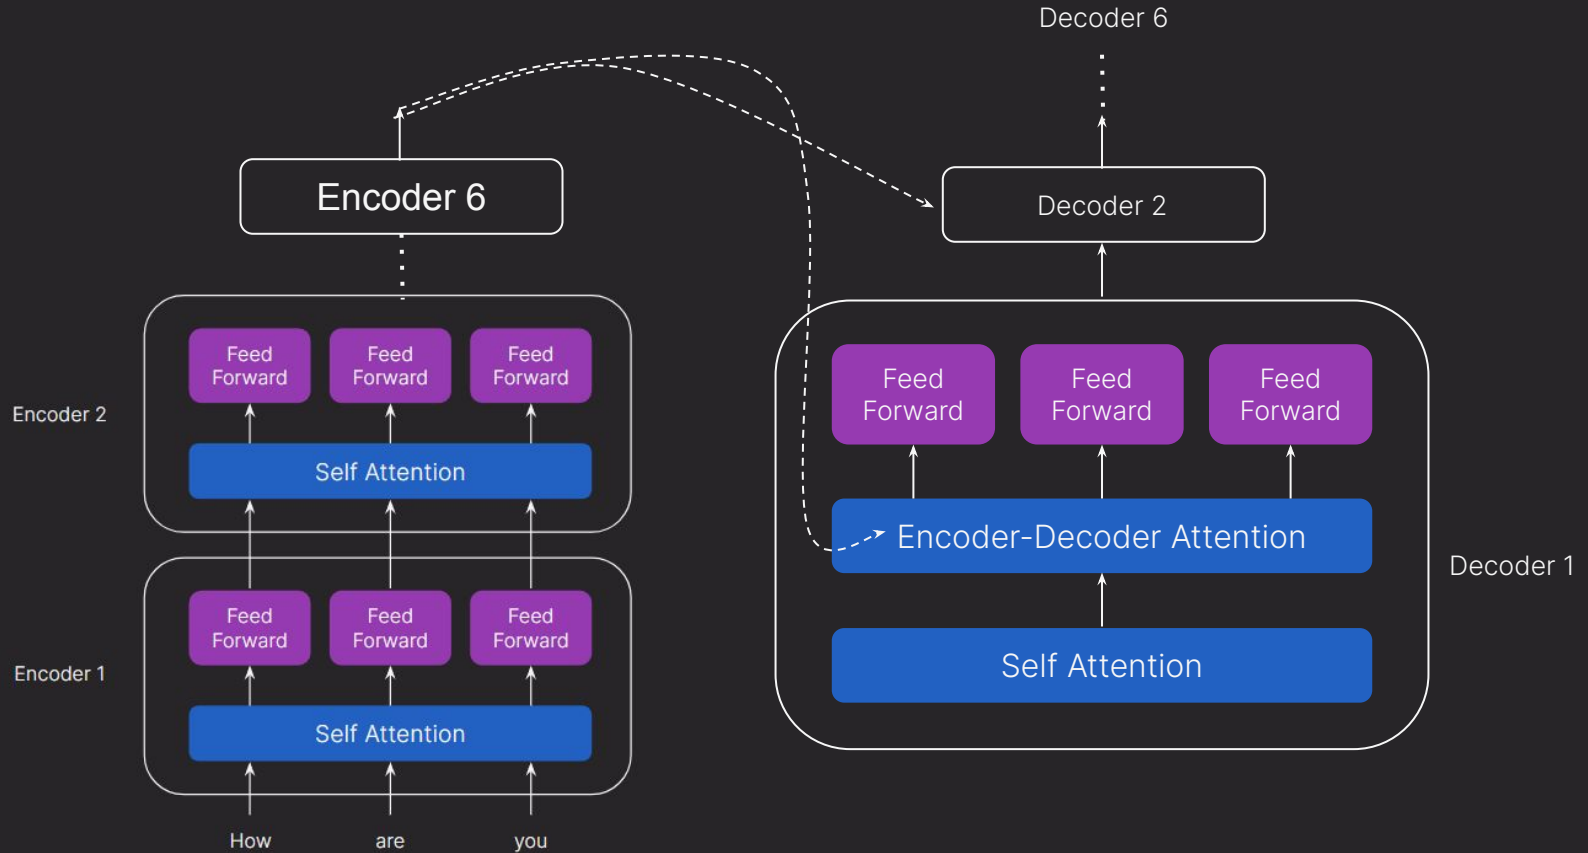 Decoder 6
Encoder 6
Decoder 2
Feed
Forward
Feed
Forward
Feed
Forward
Encoder 2
Self Attention
Feed
Forward
Feed
Forward
Feed
Forward
Encoder 1
Self Attention
How
are
you
Feed
Forward
Feed
Forward
Feed
Forward
Encoder-Decoder Attention
Decoder 1
Self Attention